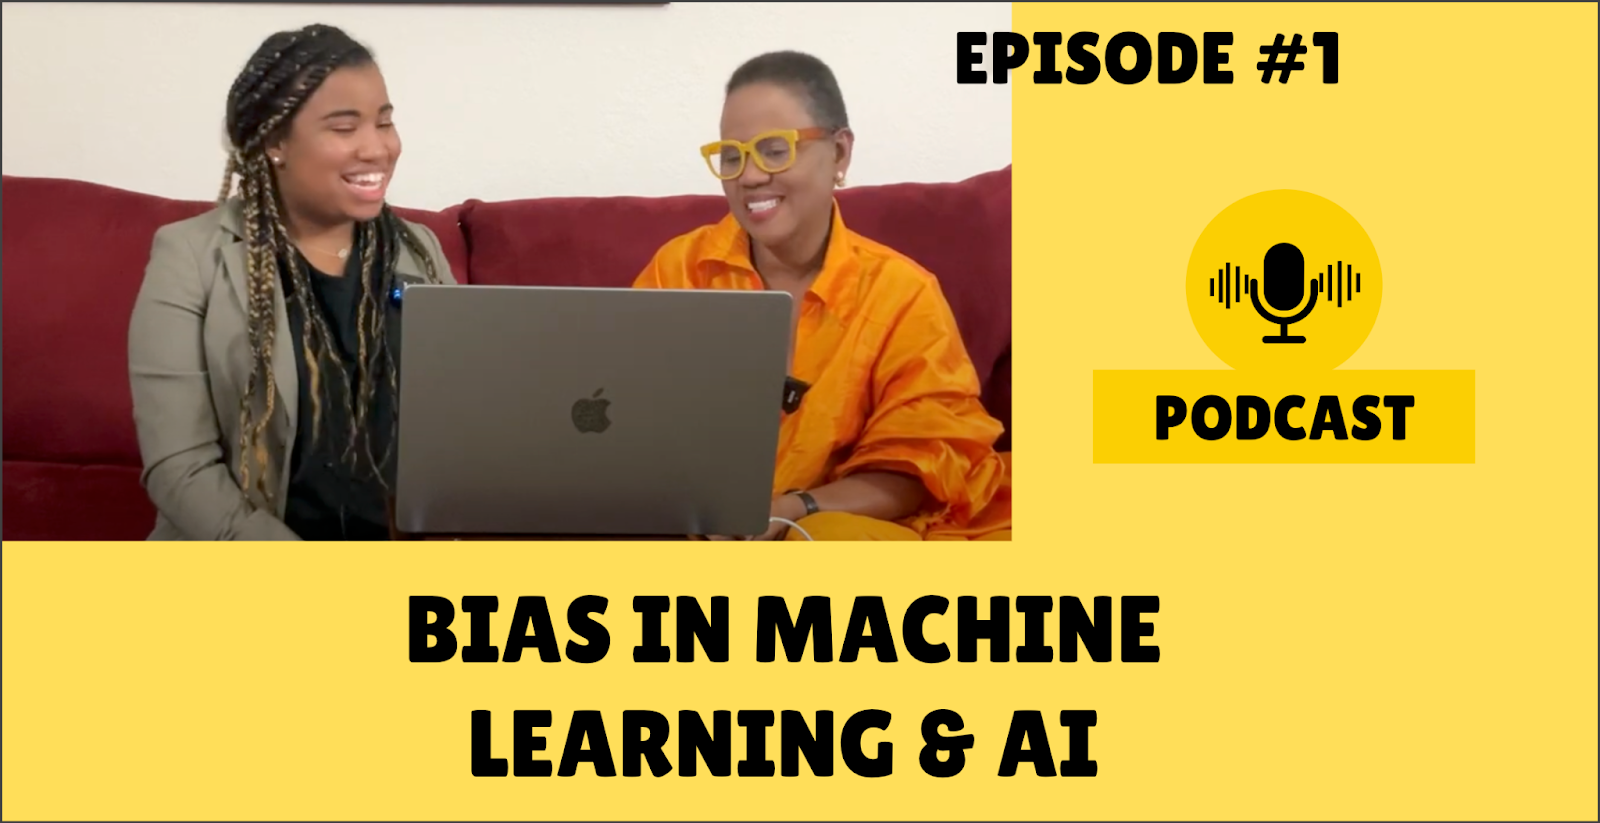 EPISODE #1
PODCAST
BIAS IN MACHINE
LEARNING & AI